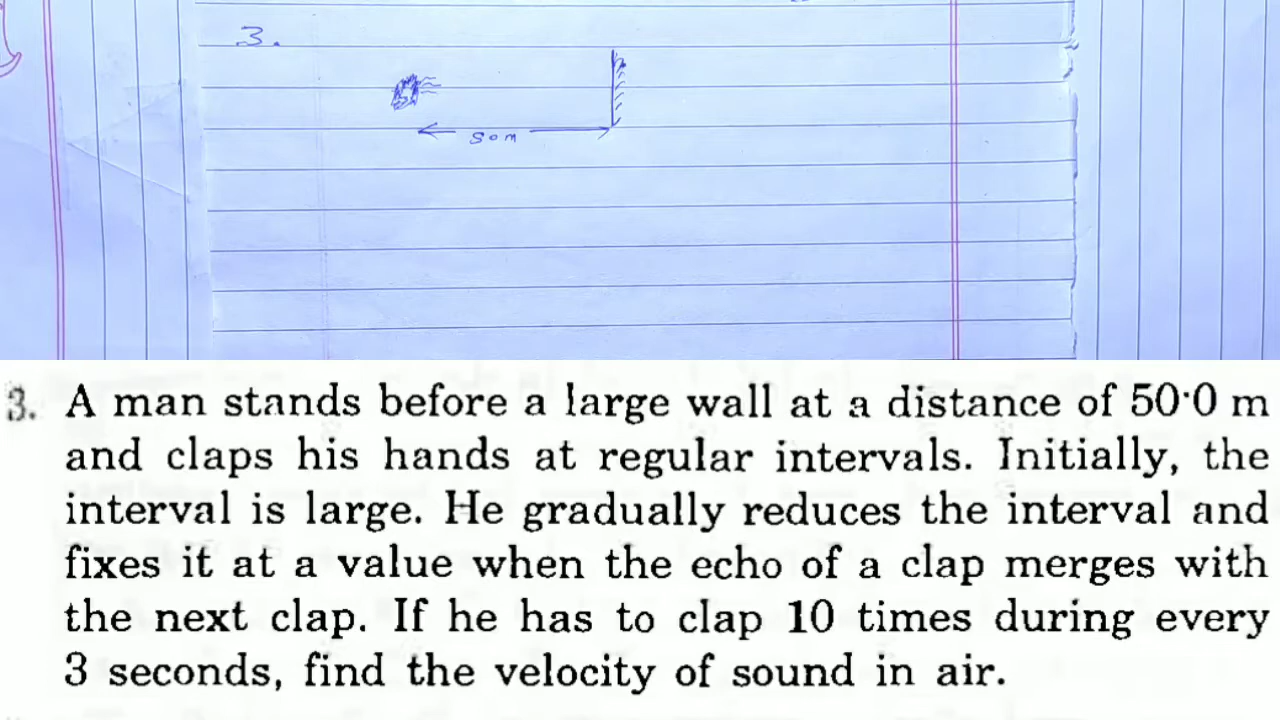 3.
50m
3. A man stands before a large wall at a distance of 50·0 m
and claps his hands at regular intervals. Initially, the
interval is large. He gradually reduces the interval and
fixes it at a value when the echo of a clap merges with
the next clap. If he has to clap 10 times during every
3 seconds, find the velocity of sound in air.